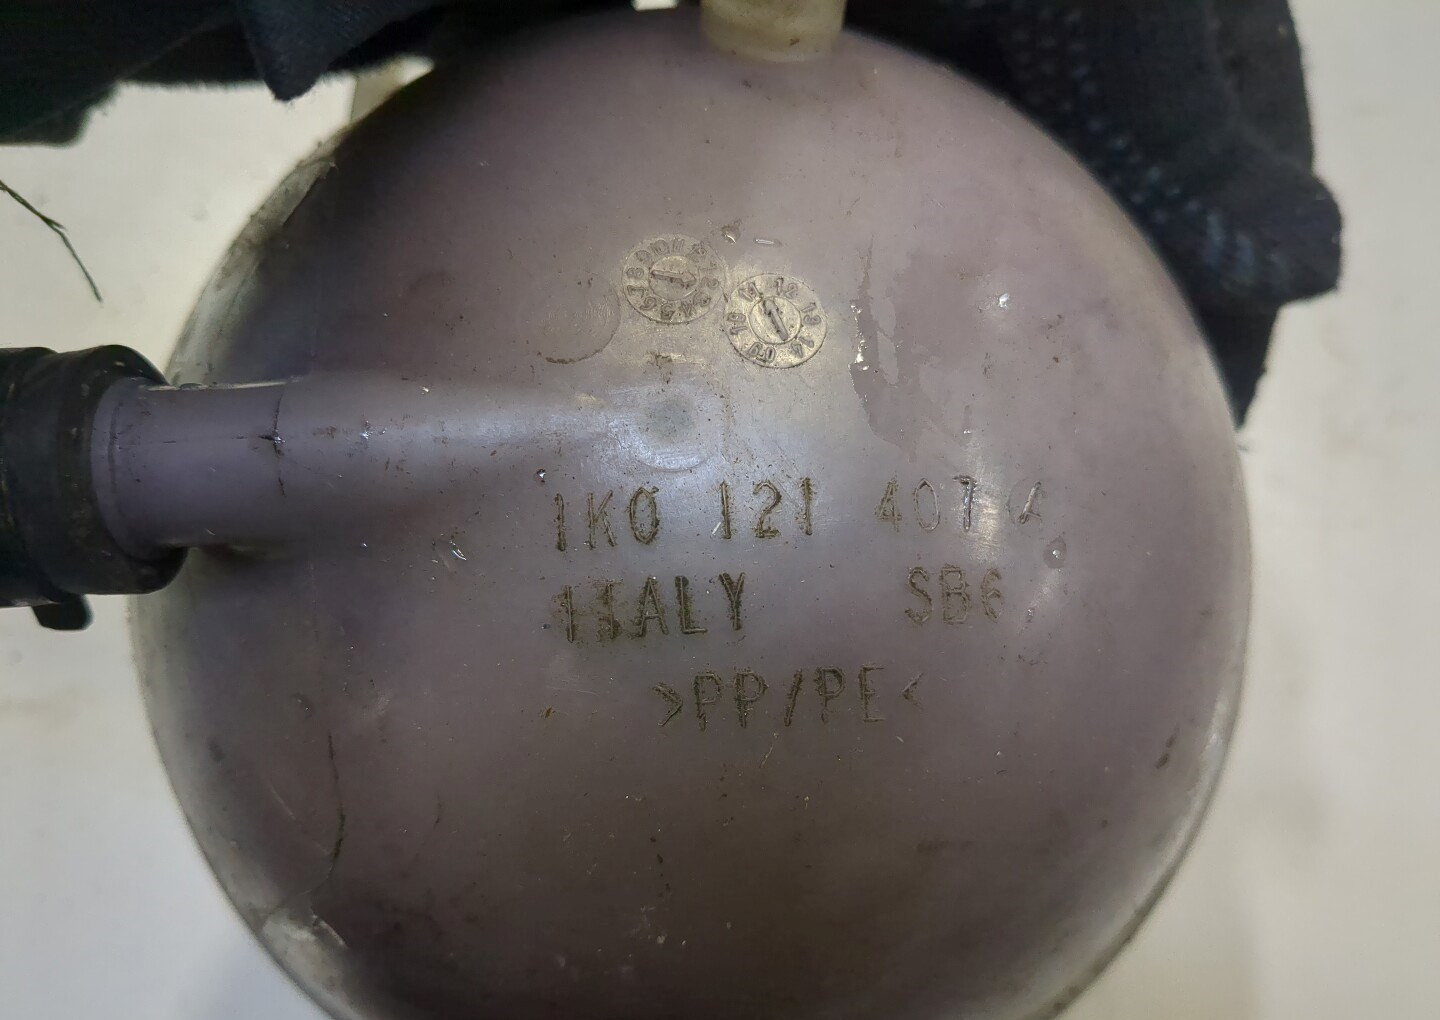 1K0 121 407 A
ITALY SB6
>PP/PE<